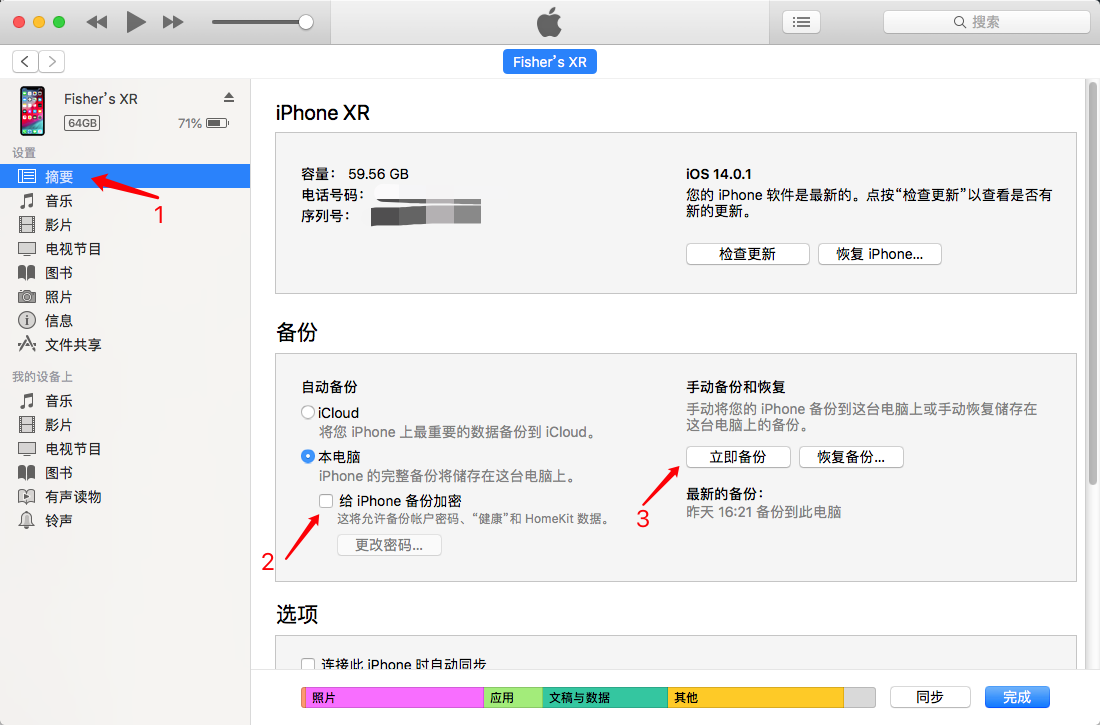 搜索
Fisher's XR
Fisher's XR
64GB
71%
设置
摘要
音乐
影片
电视节目
图书
照片
信息
文件共享
我的设备上
音乐
影片
电视节目
图书
有声读物
铃声
1
iPhone XR
容量： 59.56 GB
电话号码：
序列号：
iOS 14.0.1
您的 iPhone 软件是最新的。点按“检查更新”以查看是否有
新的更新。
检查更新
恢复 iPhone...
备份
自动备份
iCloud
将您 iPhone 上最重要的数据备份到 iCloud。
本电脑
iPhone 的完整备份将储存在这台电脑上。
给 iPhone 备份加密
这将允许备份帐户密码、“健康”和 HomeKit 数据。
更改密码...
2
手动备份和恢复
手动将您的 iPhone 备份到这台电脑上或手动恢复储存在
这台电脑上的备份。
立即备份
恢复备份...
3
最新的备份：
昨天 16:21 备份到此电脑
选项
连接此 iPhone 时自动同步
照片
应用
文稿与数据
其他
同步
完成